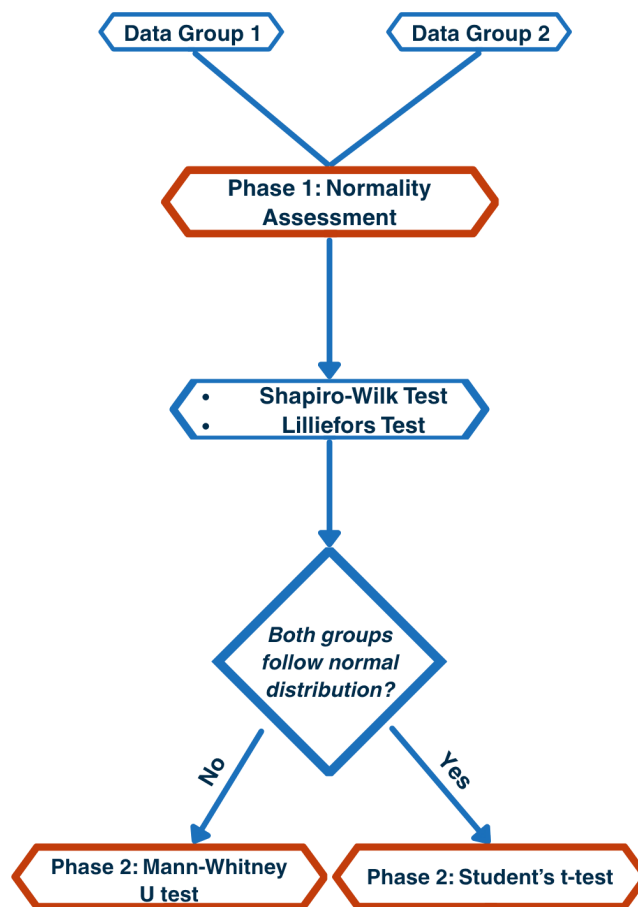 Data Group 1
Data Group 2
Phase 1: Normality
Assessment
• Shapiro-Wilk Test
• Lilliefors Test
Both groups
follow normal
distribution?
No
Yes
Phase 2: Mann-Whitney
U test
Phase 2: Student’s t-test